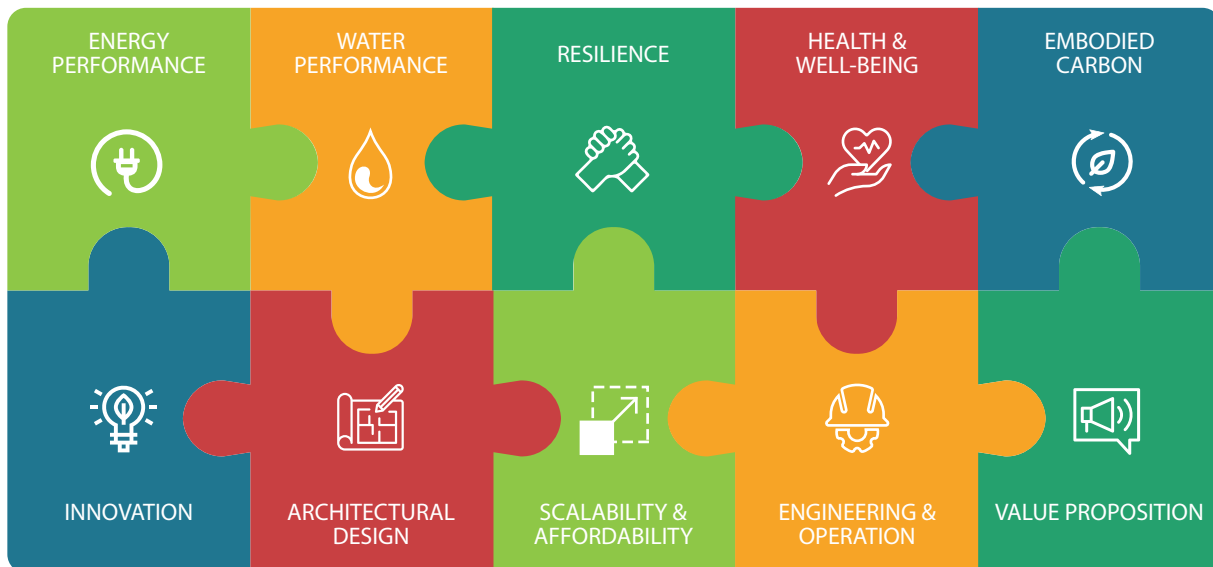 ENERGY
PERFORMANCE
WATER
PERFORMANCE
RESILIENCE
HEALTH &
WELL-BEING
EMBODIED
CARBON
INNOVATION
ARCHITECTURAL
DESIGN
SCALABILITY &
AFFORDABILITY
ENGINEERING &
OPERATION
VALUE PROPOSITION